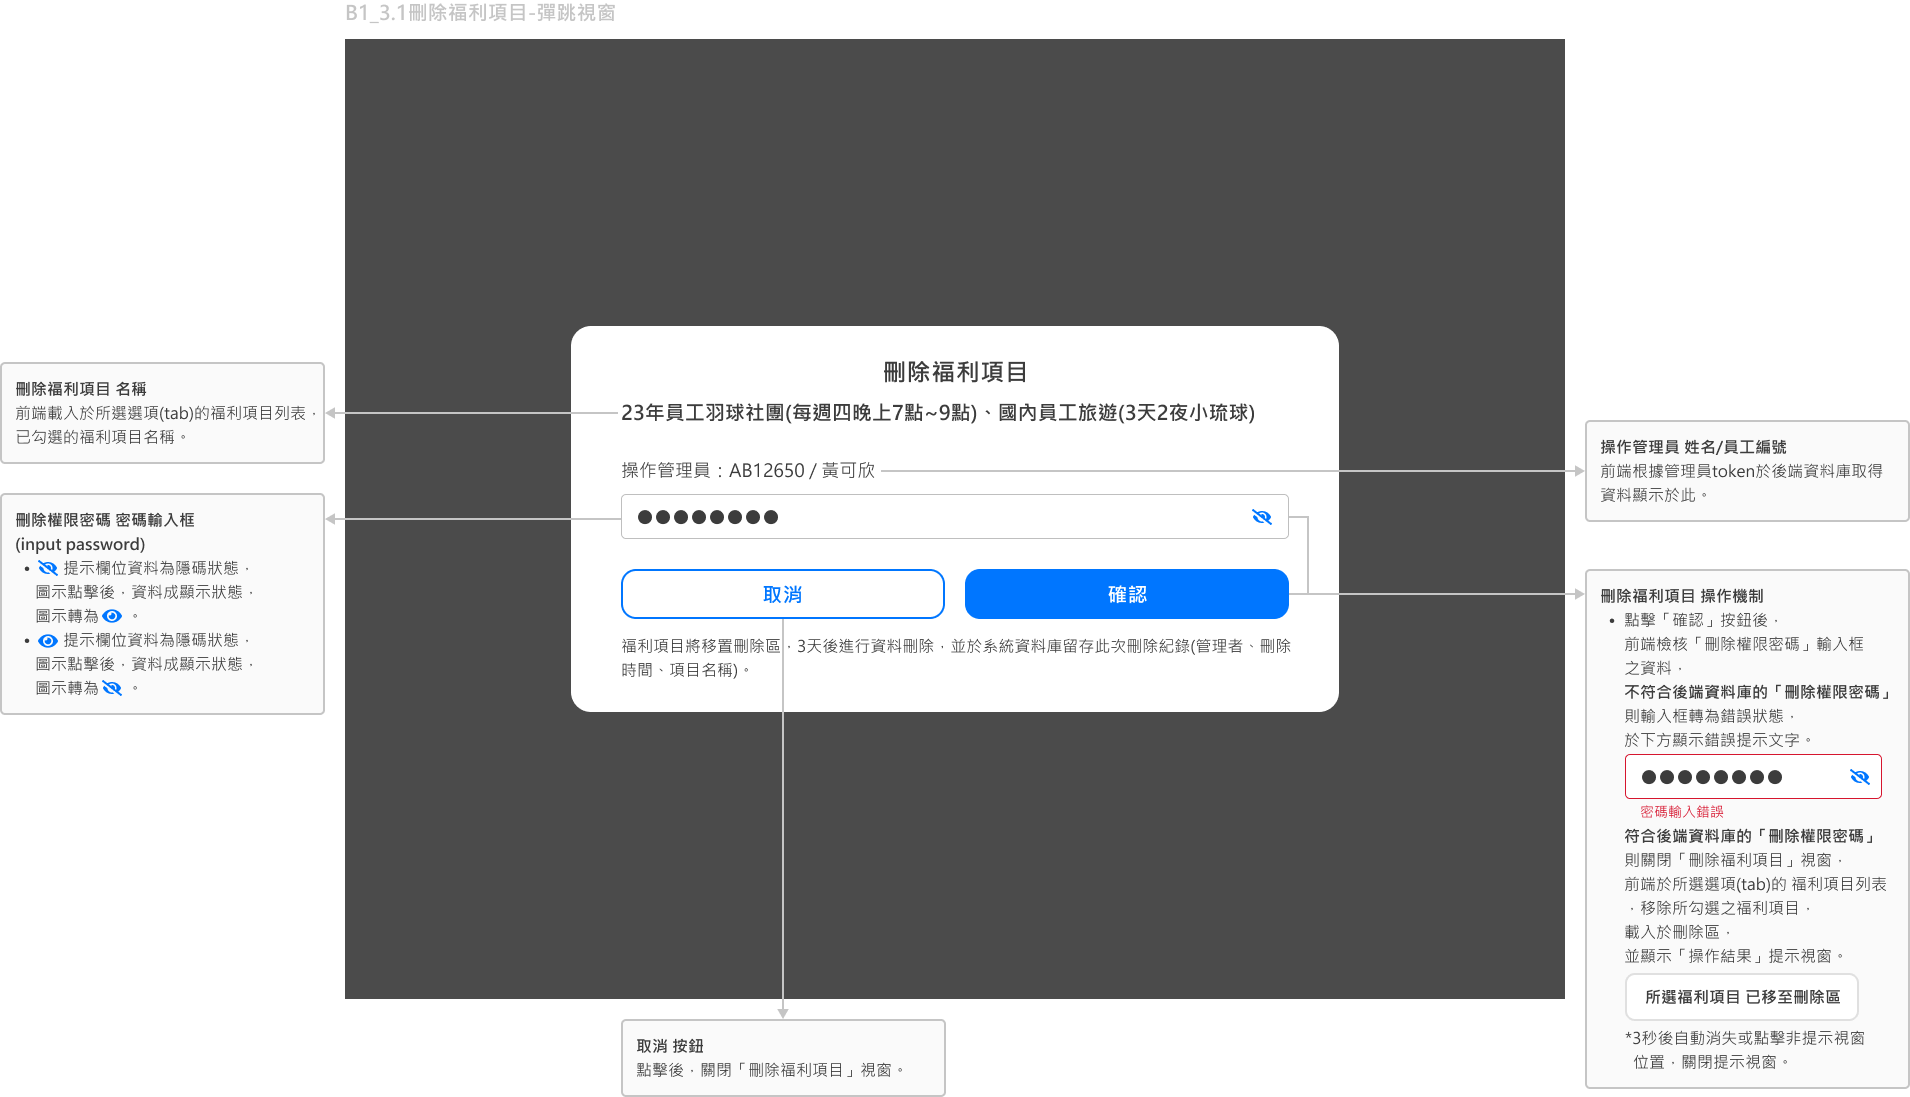 B1_3.1刪除福利項目-彈跳視窗
刪除福利項目
23年員工羽球社團(每週四晚上7點~9點)、國內員工旅遊(3天2夜小琉球)
操作管理員：AB12650 / 黃可欣
取消
確認
福利項目將移置刪除區，3天後進行資料刪除，並於系統資料庫留存此次刪除紀錄(管理者、刪除
時間、項目名稱)。
刪除福利項目 名稱
前端載入於所選選項(tab)的福利項目列表，
已勾選的福利項目名稱。
刪除權限密碼 密碼輸入框
(input password)
• 提示欄位資料為隱碼狀態，
圖示點擊後，資料成顯示狀態，
圖示轉為 。
• 提示欄位資料為隱碼狀態，
圖示點擊後，資料成顯示狀態，
圖示轉為 。
操作管理員 姓名/員工編號
前端根據管理員token於後端資料庫取得
資料顯示於此。
刪除福利項目 操作機制
• 點擊「確認」按鈕後，
前端檢核「刪除權限密碼」輸入框
之資料，
不符合後端資料庫的「刪除權限密碼」
則輸入框轉為錯誤狀態，
於下方顯示錯誤提示文字。
密碼輸入錯誤
符合後端資料庫的「刪除權限密碼」
則關閉「刪除福利項目」視窗，
前端於所選選項(tab)的 福利項目列表
，移除所勾選之福利項目，
載入於刪除區，
並顯示「操作結果」提示視窗。
所選福利項目 已移至刪除區
*3秒後自動消失或點擊非提示視窗
位置，關閉提示視窗。
取消 按鈕
點擊後，關閉「刪除福利項目」視窗。